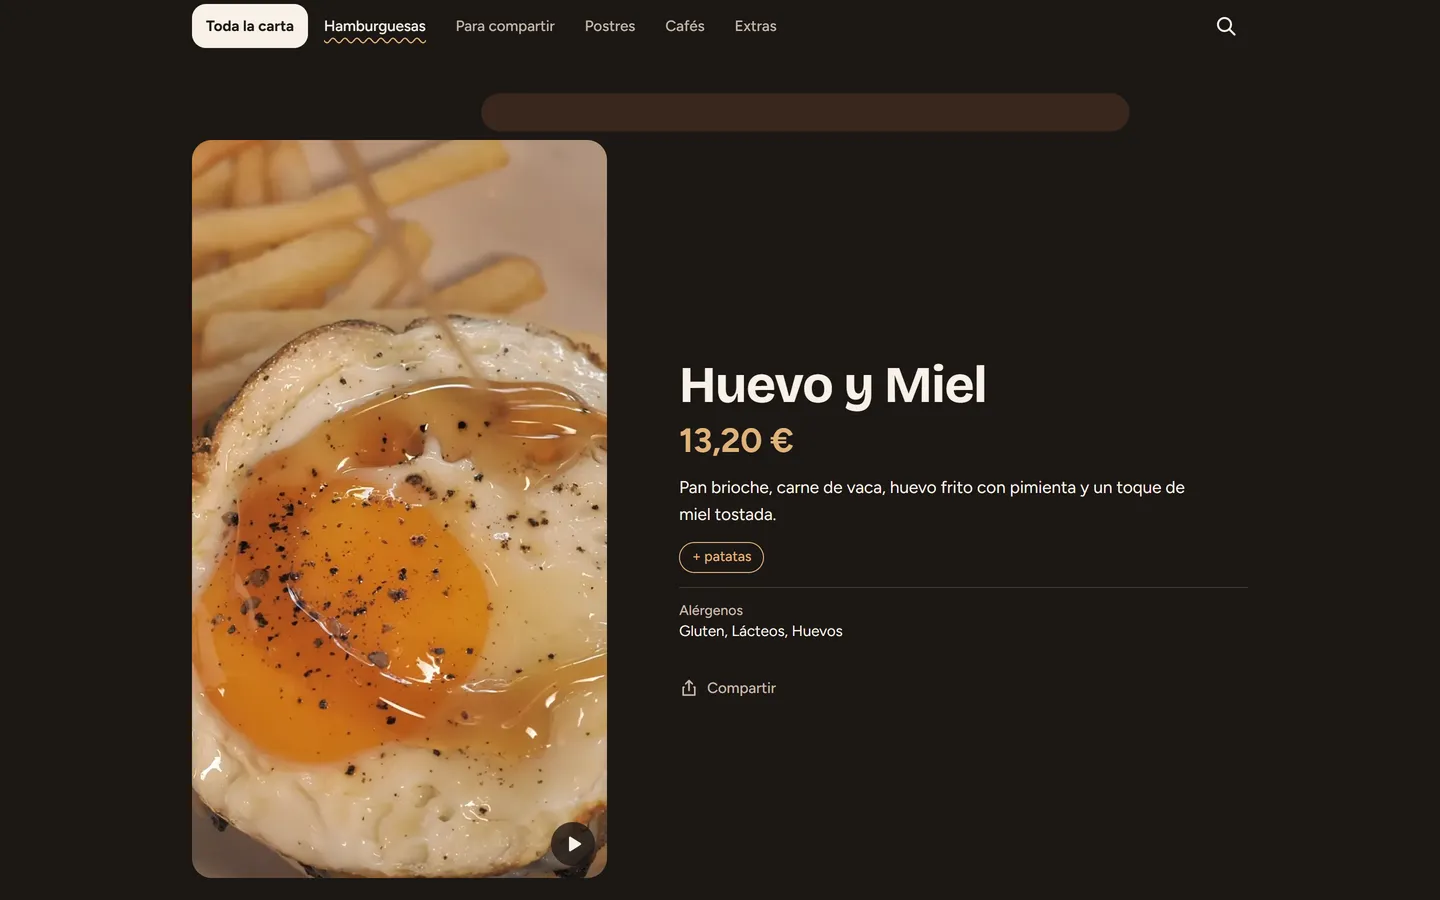 Toda la carta
Hamburguesas
Para compartir
Postres
Cafés
Extras
Huevo y Miel
13,20 €
Pan brioche, carne de vaca, huevo frito con pimienta y un toque de
miel tostada.
+ patatas
Alérgenos
Gluten, Lácteos, Huevos
Compartir